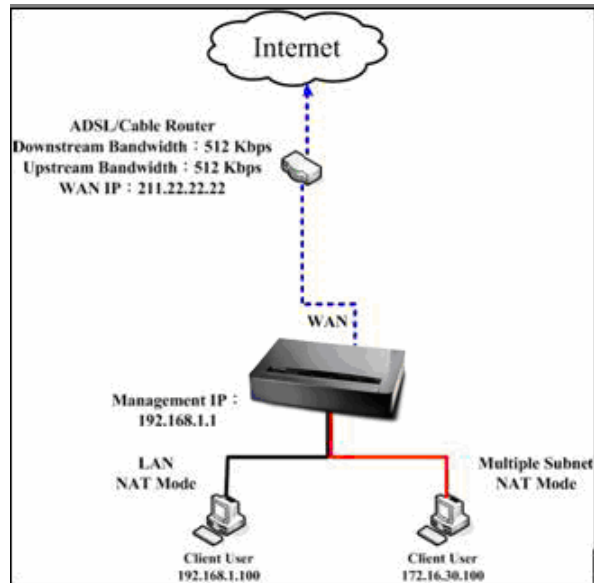 Internet
ADSL/Cable Router
Downstream Bandwidth：512 Kbps
Upstream Bandwidth：512 Kbps
WAN IP：211.22.22.22
WAN
Management IP：
192.168.1.1
LAN
NAT Mode
Multiple Subnet
NAT Mode
Client User
192.168.1.100
Client User
172.16.30.100